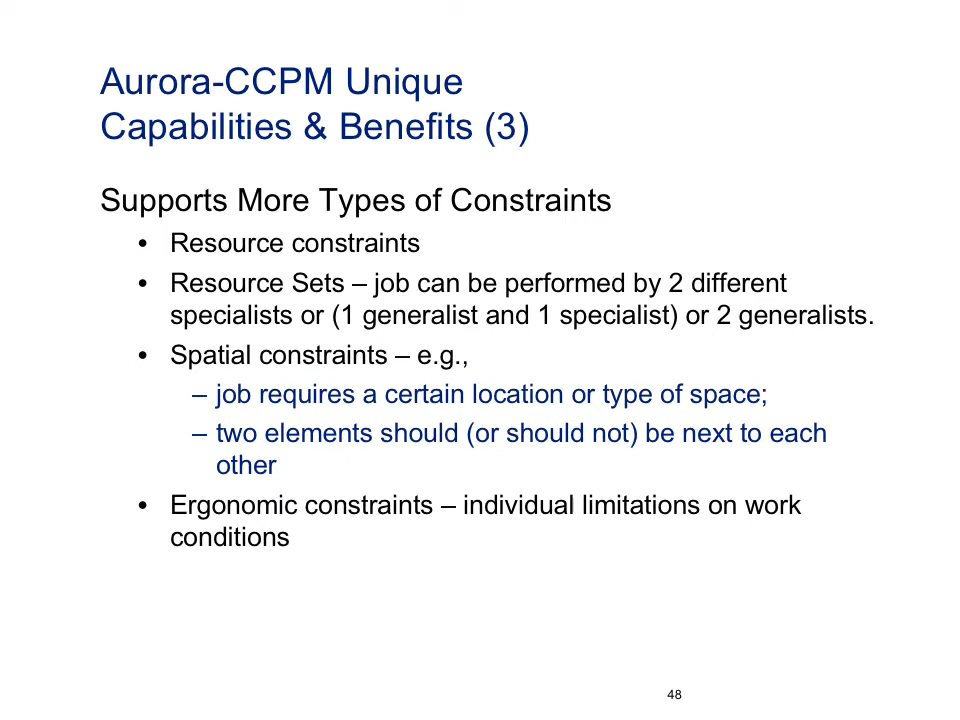 Aurora-CCPM Unique
Capabilities & Benefits (3)
Supports More Types of Constraints
• Resource constraints
• Resource Sets – job can be performed by 2 different
specialists or (1 generalist and 1 specialist) or 2 generalists.
• Spatial constraints – e.g.,
– job requires a certain location or type of space;
– two elements should (or should not) be next to each
other
• Ergonomic constraints – individual limitations on work
conditions
48